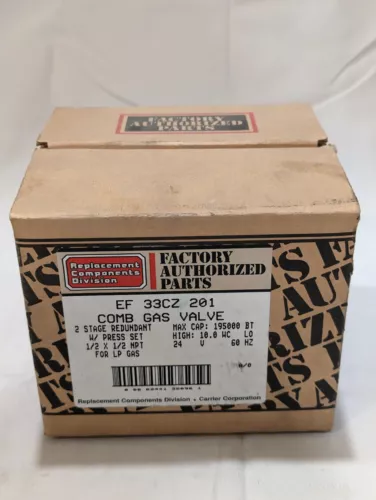 FACTORY
AUTHORIZED
PARTS
Replacement
Components
Division
FACTORY
AUTHORIZED
PARTS
EF 33CZ 201
COMB GAS VALVE
2 STAGE REDUNDANT MAX CAP: 195000 BT
W/ PRESS SET HIGH: 10.0 WC LO
1/2 X 1/2 NPT 24 V 60 HZ
FOR LP GAS
Replacement Components Division • Carrier Corporation